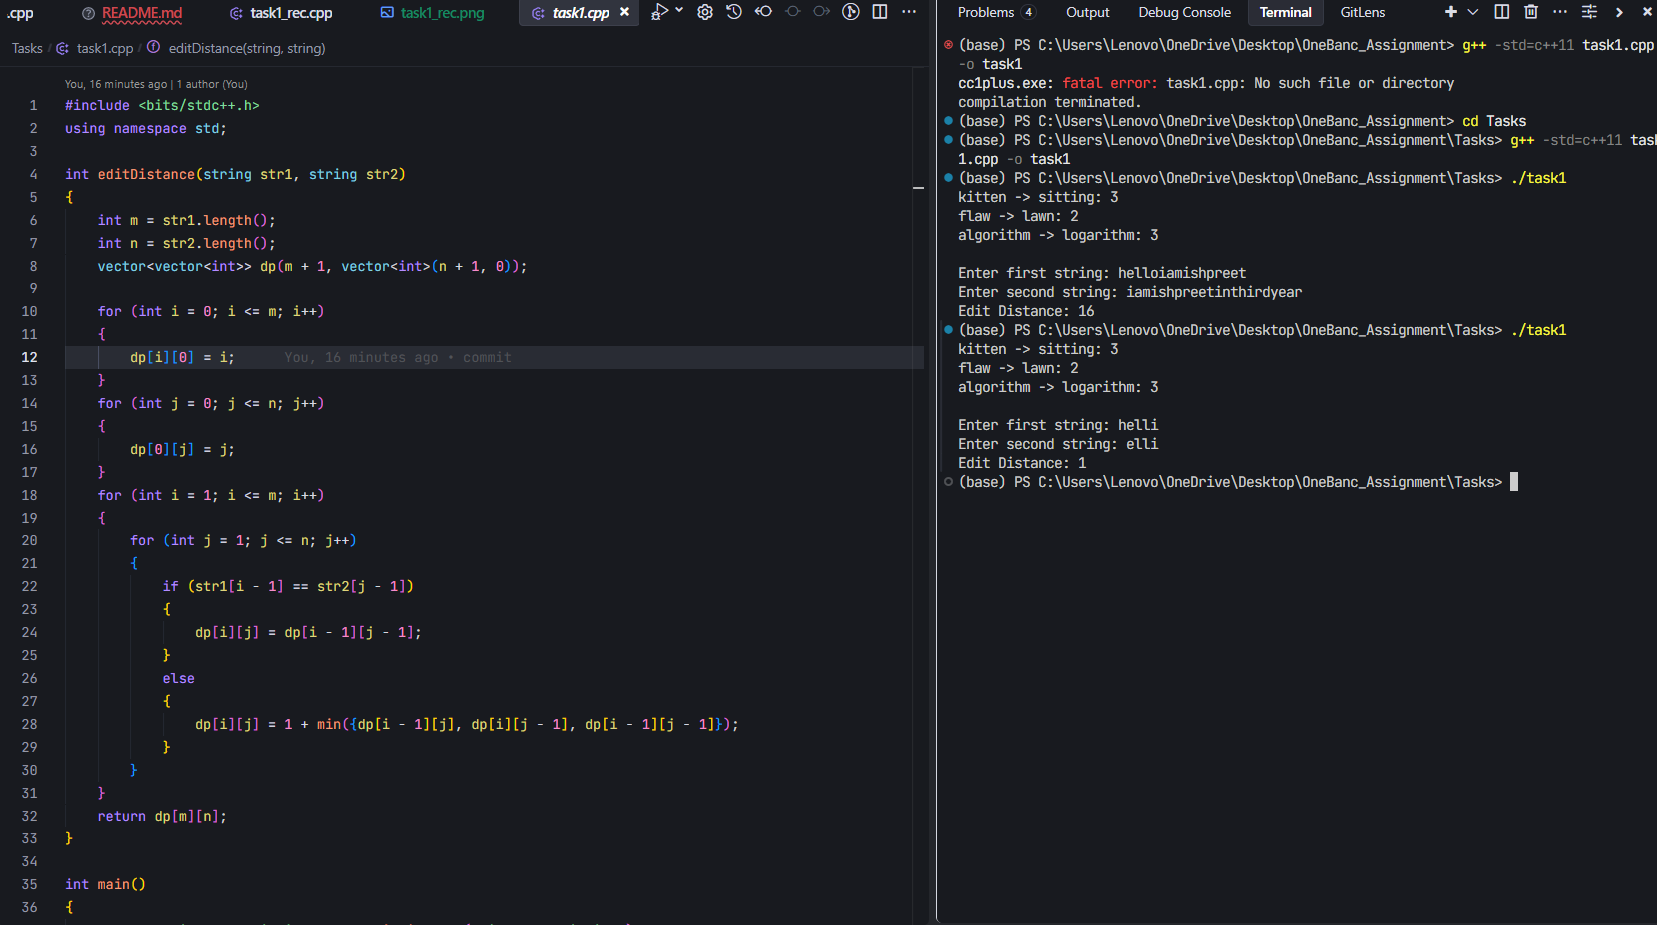 .cpp README.md task1_rec.cpp task1_rec.png task1.cpp
Tasks / task1.cpp / editDistance(string, string)
You, 16 minutes ago | 1 author (You)
1 #include <bits/stdc++.h>
2 using namespace std;
3
4 int editDistance(string str1, string str2)
5 {
6 int m = str1.length();
7 int n = str2.length();
8 vector<vector<int>> dp(m + 1, vector<int>(n + 1, 0));
9
10 for (int i = 0; i <= m; i++)
11 {
12 dp[i][0] = i; You, 16 minutes ago • commit
13 }
14 for (int j = 0; j <= n; j++)
15 {
16 dp[0][j] = j;
17 }
18 for (int i = 1; i <= m; i++)
19 {
20 for (int j = 1; j <= n; j++)
21 {
22 if (str1[i - 1] == str2[j - 1])
23 {
24 dp[i][j] = dp[i - 1][j - 1];
25 }
26 else
27 {
28 dp[i][j] = 1 + min({dp[i - 1][j], dp[i][j - 1], dp[i - 1][j - 1]});
29 }
30 }
31 }
32 return dp[m][n];
33 }
34
35 int main()
36 {
Problems 4 Output Debug Console Terminal GitLens
(base) PS C:\Users\Lenovo\OneDrive\Desktop\OneBanc_Assignment> g++ -std=c++11 task1.cpp
-o task1
cc1plus.exe: fatal error: task1.cpp: No such file or directory
compilation terminated.
(base) PS C:\Users\Lenovo\OneDrive\Desktop\OneBanc_Assignment> cd Tasks
(base) PS C:\Users\Lenovo\OneDrive\Desktop\OneBanc_Assignment\Tasks> g++ -std=c++11 task
1.cpp -o task1
(base) PS C:\Users\Lenovo\OneDrive\Desktop\OneBanc_Assignment\Tasks> ./task1
kitten -> sitting: 3
flaw -> lawn: 2
algorithm -> logarithm: 3

Enter first string: helloiamishpreet
Enter second string: iamishpreetinthirdyear
Edit Distance: 16
(base) PS C:\Users\Lenovo\OneDrive\Desktop\OneBanc_Assignment\Tasks> ./task1
kitten -> sitting: 3
flaw -> lawn: 2
algorithm -> logarithm: 3

Enter first string: helli
Enter second string: elli
Edit Distance: 1
(base) PS C:\Users\Lenovo\OneDrive\Desktop\OneBanc_Assignment\Tasks>